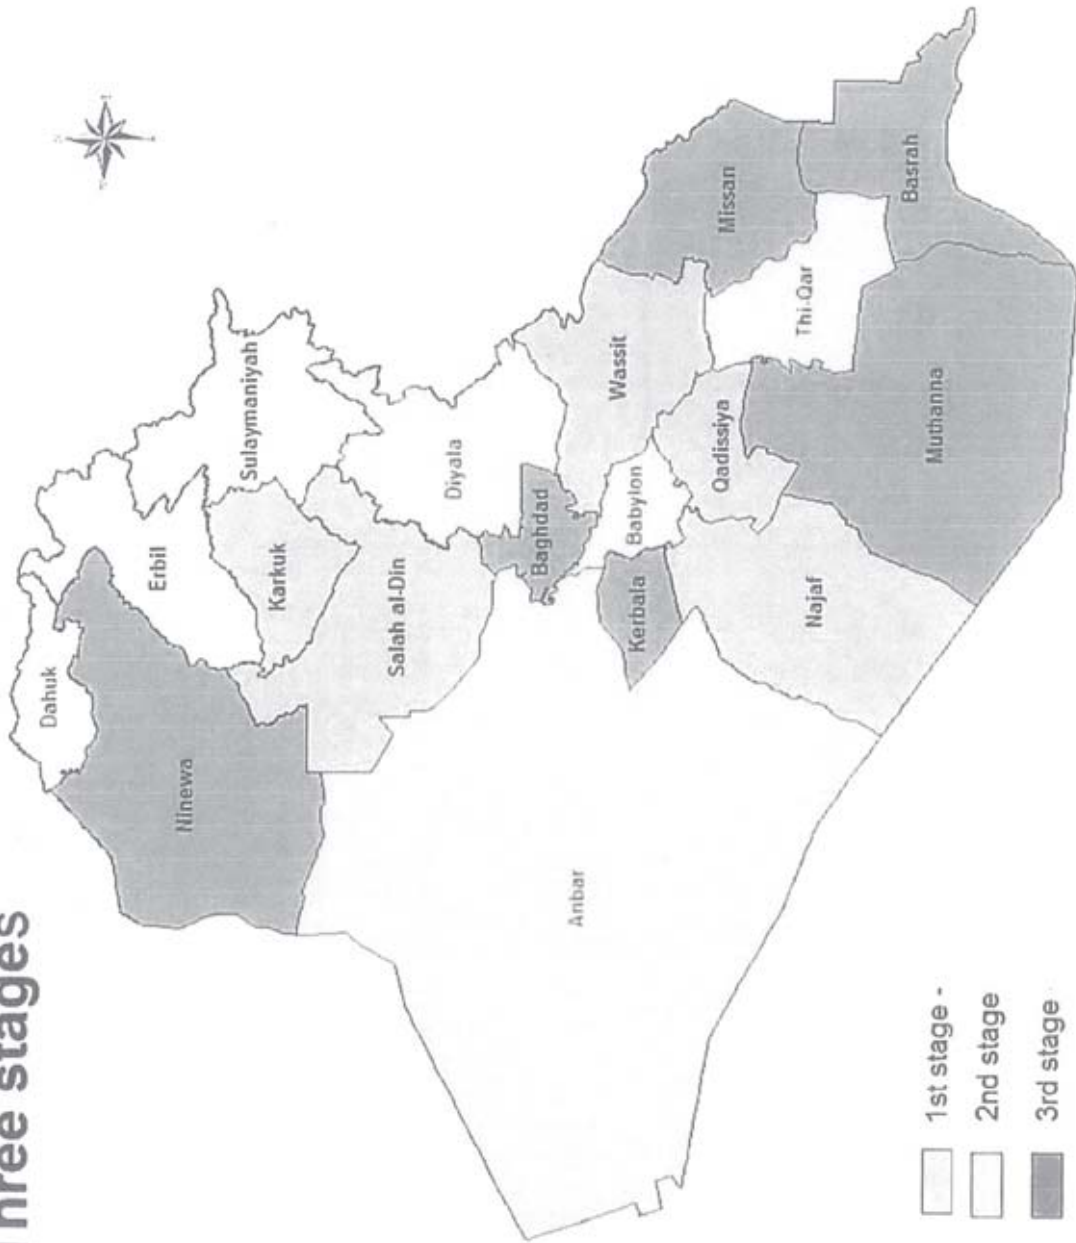 Three stages
Dahuk
Ninewa
Erbil
Sulaymaniyah
Karkuk
Salah al-Din
Diyala
Baghdad
Anbar
Kerbala
Babylon
Wassit
Najaf
Qadissiya
Missan
Thi-Qar
Muthanna
Basrah
1st stage -
2nd stage
3rd stage